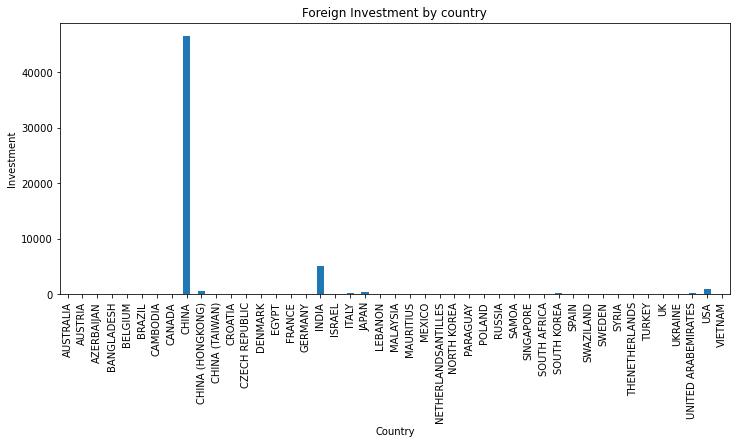 Foreign Investment by country
Investment
40000
30000
20000
10000
0
AUSTRALIA
AUSTRIA
AZERBAIJAN
BANGLADESH
BELGIUM
BRAZIL
CAMBODIA
CANADA
CHINA
CHINA (HONGKONG)
CHINA (TAIWAN)
CROATIA
CZECH REPUBLIC
DENMARK
EGYPT
FRANCE
GERMANY
INDIA
ISRAEL
ITALY
JAPAN
LEBANON
MALAYSIA
MAURITIUS
MEXICO
NETHERLANDSANTILLES
NORTH KOREA
PARAGUAY
POLAND
RUSSIA
SAMOA
SINGAPORE
SOUTH AFRICA
SOUTH KOREA
SPAIN
SWAZILAND
SWEDEN
SYRIA
THENETHERLANDS
TURKEY
UK
UKRAINE
UNITED ARABEMIRATES
USA
VIETNAM
Country